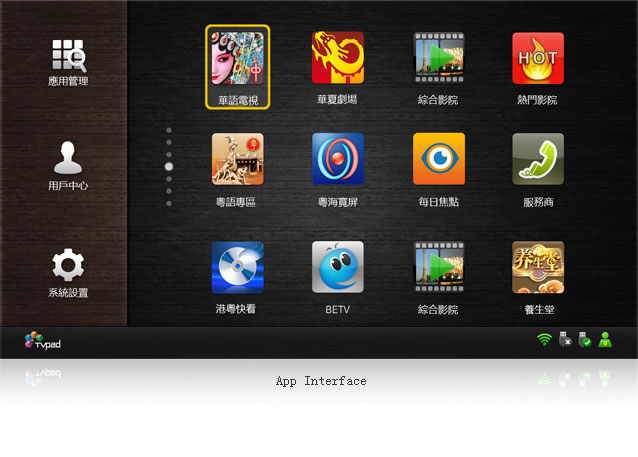 應用管理
用戶中心
系統設置
華語電視
華夏劇場
綜合影院
HOT
熱門影院
粵語專區
粵海寬屏
每日焦點
服務商
港粵快看
BETV
綜合影院
养生堂
養生堂
TVpad
App Interface